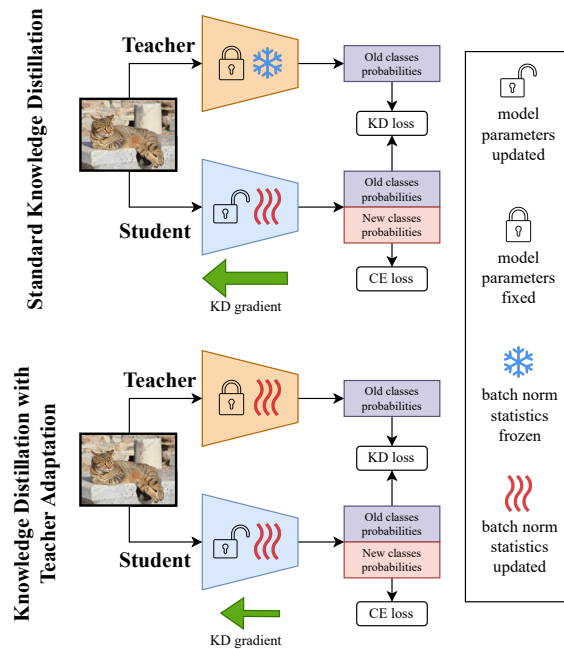 Standard Knowledge Distillation
Teacher
Old classes
probabilities
KD loss
Student
Old classes
probabilities
New classes
probabilities
CE loss
KD gradient
Knowledge Distillation with
Teacher Adaptation
Teacher
Old classes
probabilities
KD loss
Student
Old classes
probabilities
New classes
probabilities
CE loss
KD gradient
model
parameters
updated
model
parameters
fixed
batch norm
statistics
frozen
batch norm
statistics
updated